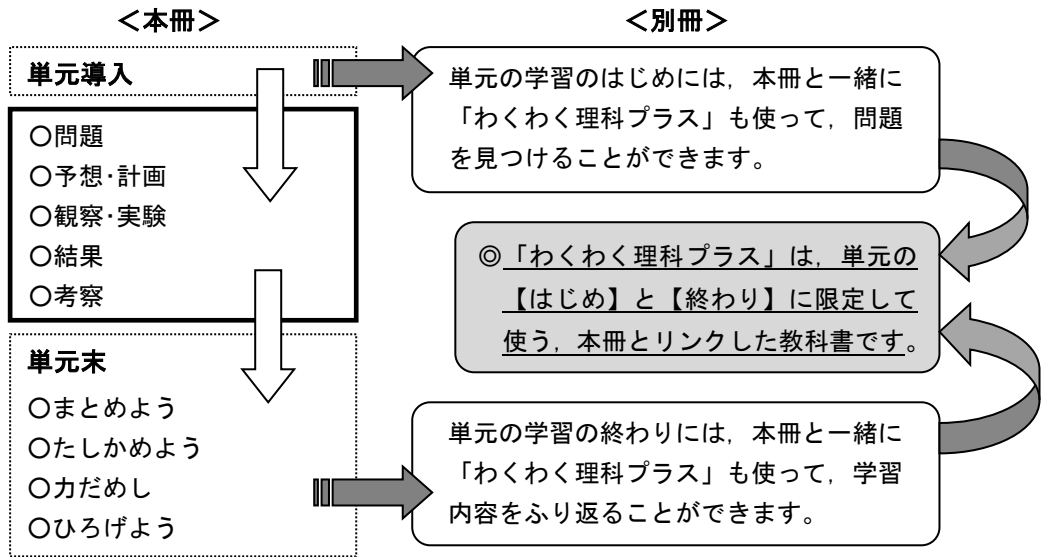 ＜本冊＞
単元導入
○問題
○予想・計画
○観察・実験
○結果
○考察
単元末
○まとめよう
○たしかめよう
○力だめし
○ひろげよう
＜別冊＞
単元の学習のはじめには，本冊と一緒に
「わくわく理科プラス」も使って，問題
を見つけることができます。
◎「わくわく理科プラス」は，単元の
【はじめ】と【終わり】に限定して
使う，本冊とリンクした教科書です。
単元の学習の終わりには，本冊と一緒に
「わくわく理科プラス」も使って，学習
内容をふり返ることができます。